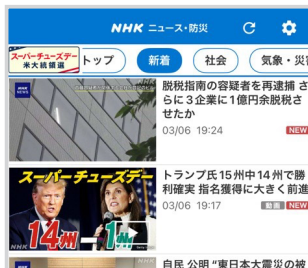 NHK ニュース・防災
スーパーチューズデー
米大統領選
トップ
新着
社会
気象・災
NHK
NEWS
脱税指南の容疑者を再逮捕 さ
らに3企業に1億円余脱税さ
せたか
03/06 19:24
NEW
スーパーチューズデー
14州
1州
NHK
トランプ氏15州中14州で勝
利確実 指名獲得に大きく前進
03/06 19:17
動画
NEW
自民 公明 “東日本大震災の被